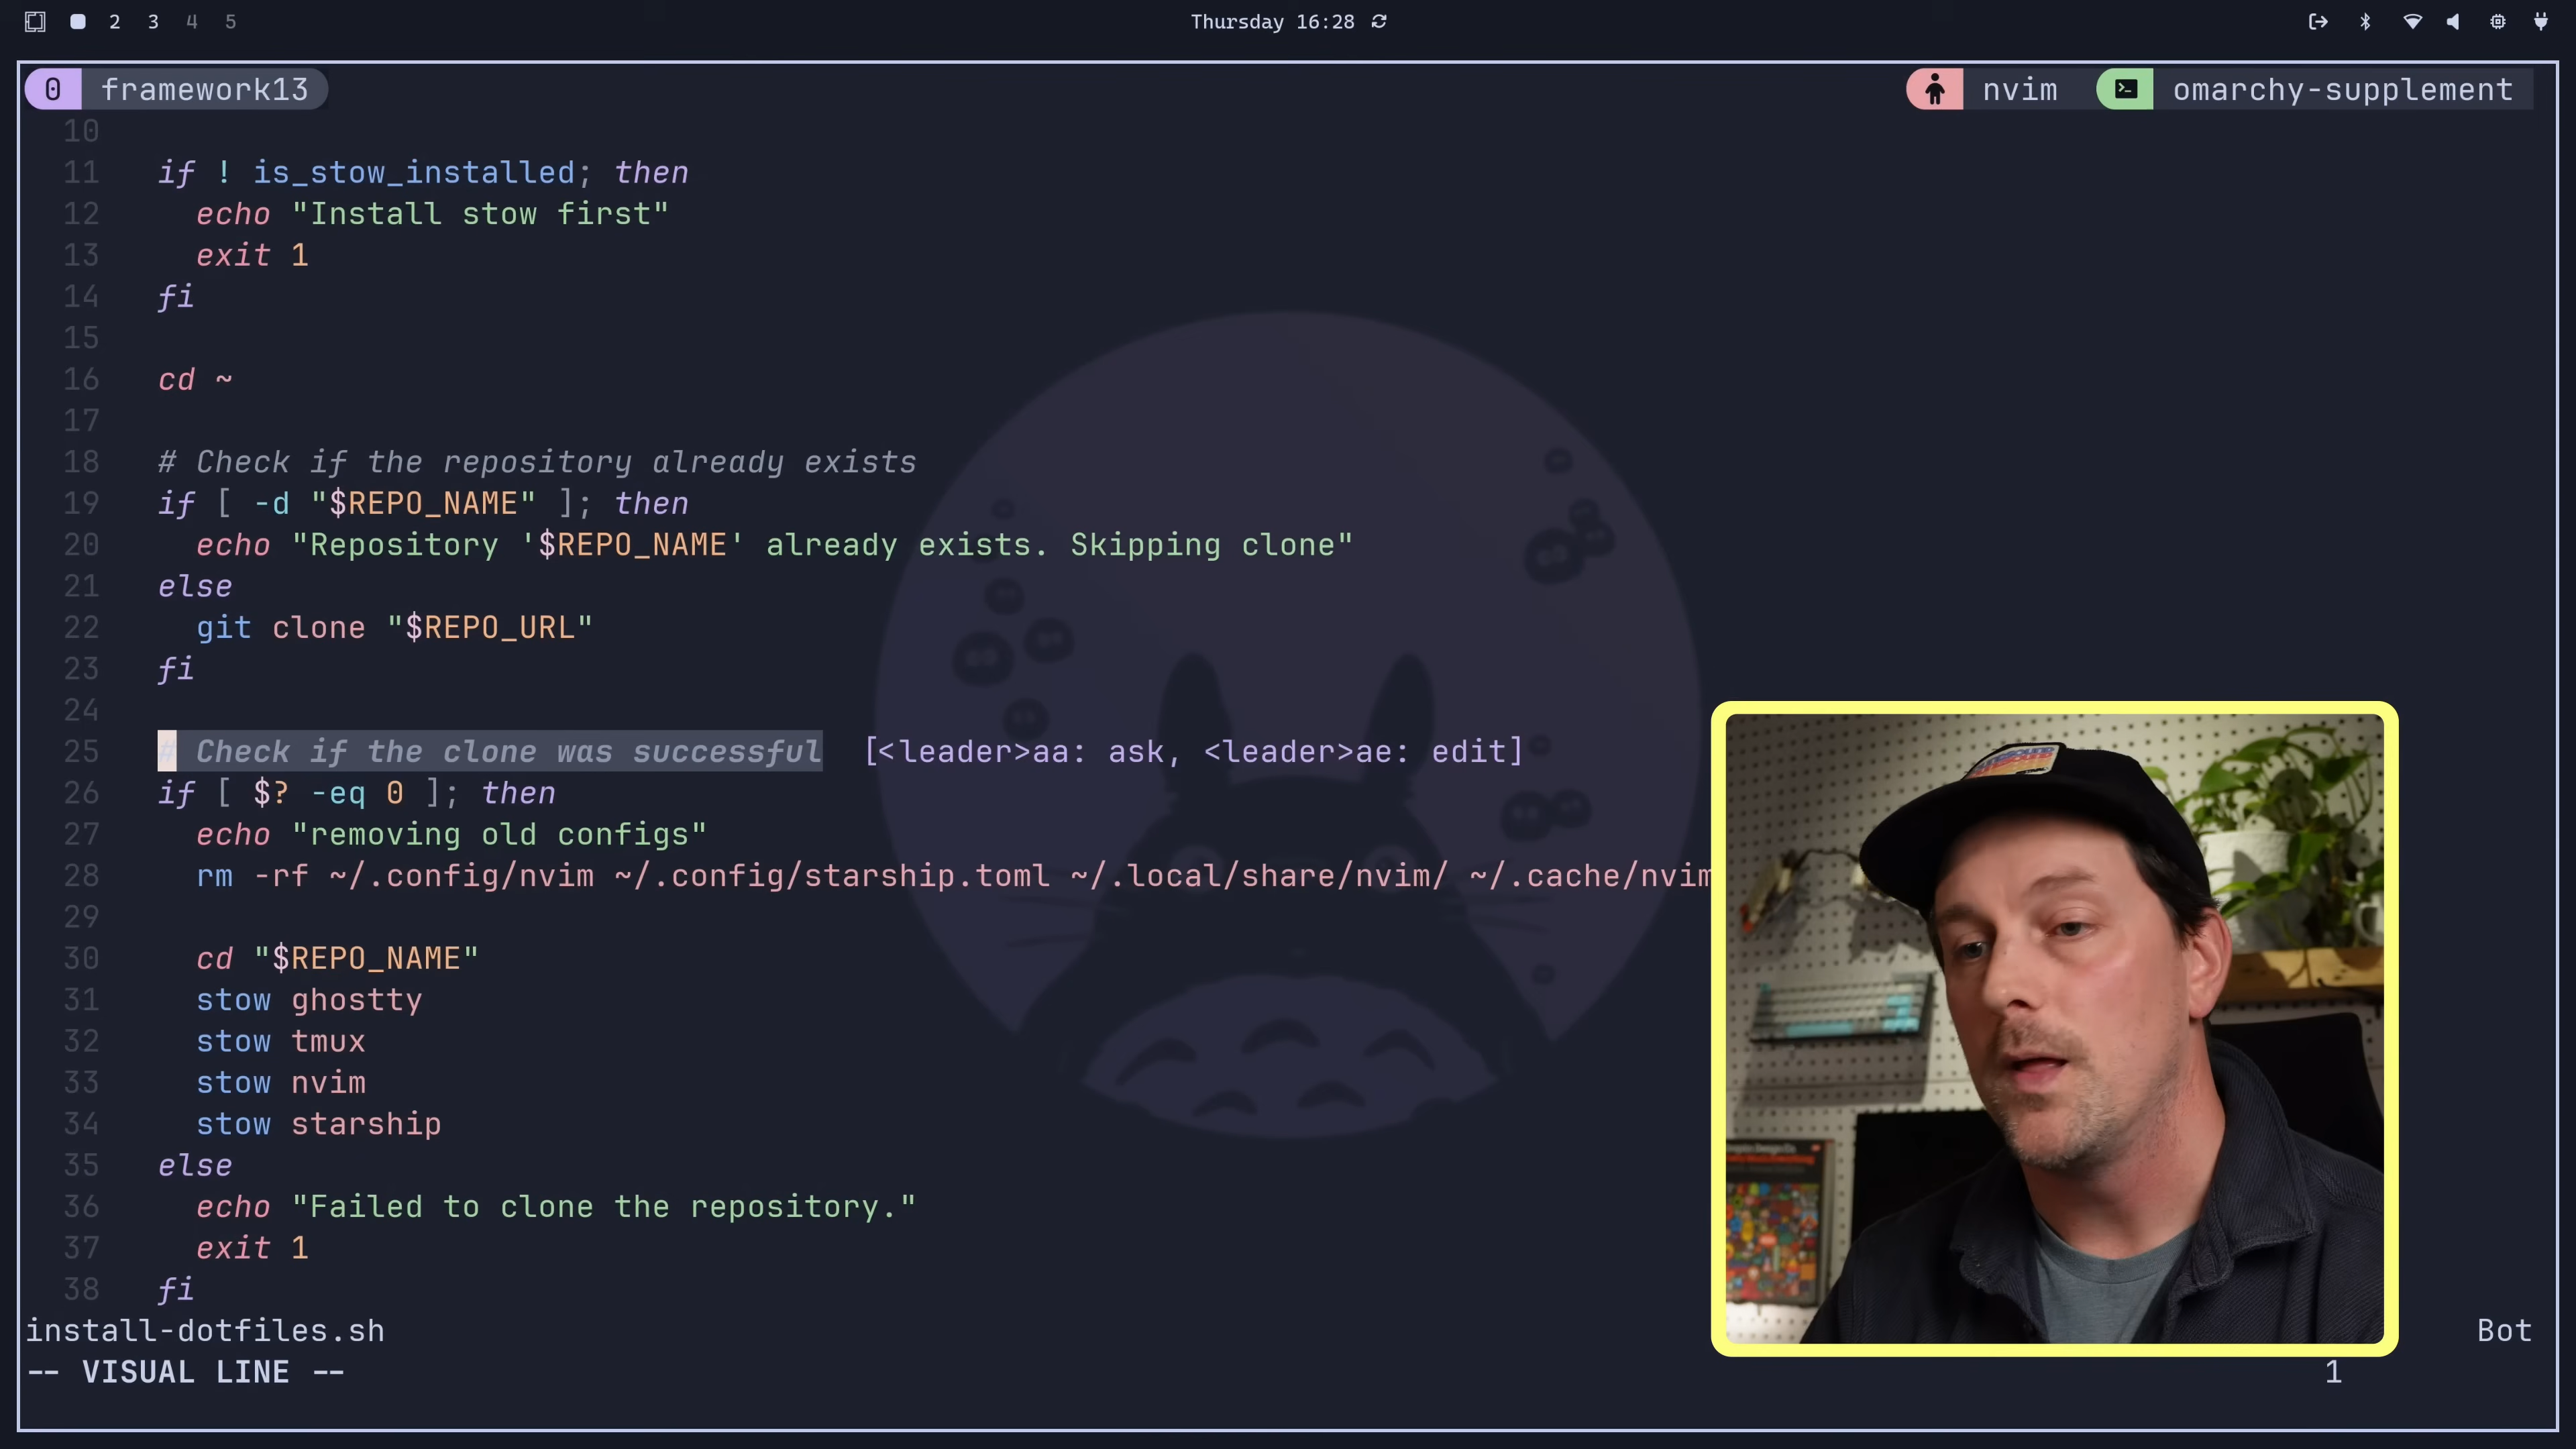 2 3 4 5
Thursday 16:28
0 framework13
nvim omarchy-supplement
10
11 if ! is_stow_installed; then
12 echo "Install stow first"
13 exit 1
14 fi
15
16 cd ~
17
18 # Check if the repository already exists
19 if [ -d "$REPO_NAME" ]; then
20 echo "Repository '$REPO_NAME' already exists. Skipping clone"
21 else
22 git clone "$REPO_URL"
23 fi
24
25 # Check if the clone was successful [<leader>aa: ask, <leader>ae: edit]
26 if [ $? -eq 0 ]; then
27 echo "removing old configs"
28 rm -rf ~/.config/nvim ~/.config/starship.toml ~/.local/share/nvim/ ~/.cache/nvim
29
30 cd "$REPO_NAME"
31 stow ghostty
32 stow tmux
33 stow nvim
34 stow starship
35 else
36 echo "Failed to clone the repository."
37 exit 1
38 fi
install-dotfiles.sh Bot
-- VISUAL LINE -- 1